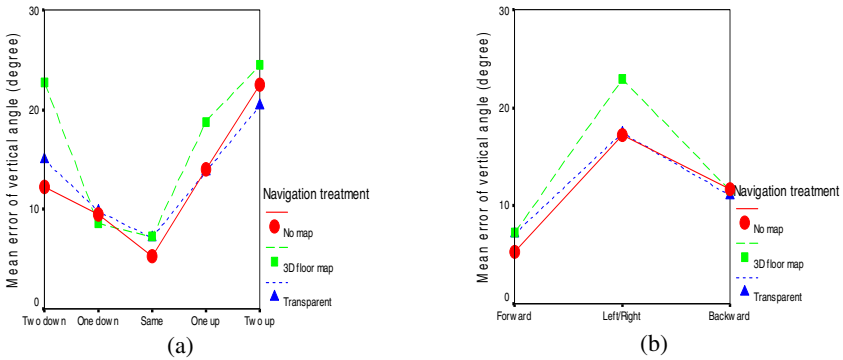 Mean error of vertical angle (degree)
30
20
10
0
Two down One down Same One up Two up
Navigation treatment
No map
3D floor map
Transparent
(a)
Mean error of vertical angle (degree)
30
20
10
0
Forward Left/Right Backward
Navigation treatment
No map
3D floor map
Transparent
(b)